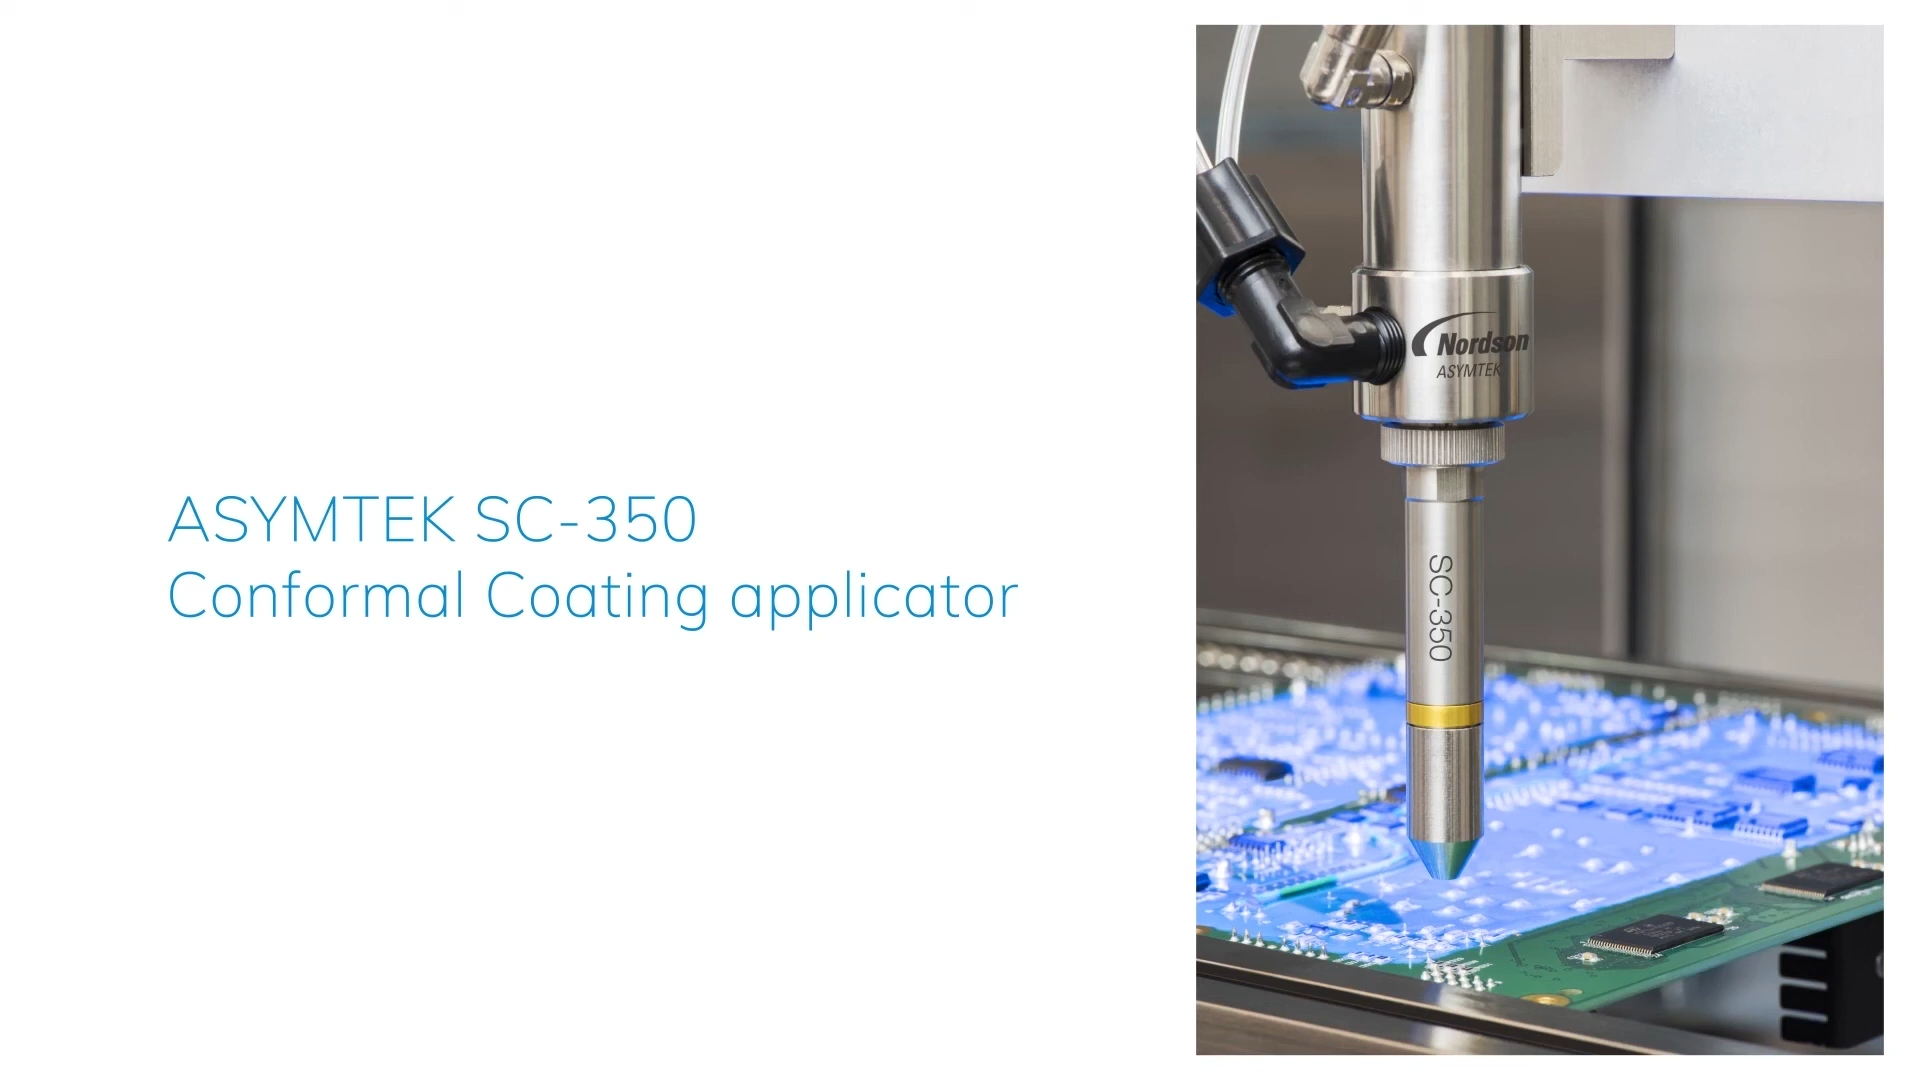 ASYMTEK SC-350
Conformal Coating applicator
Nordson
ASYMTEK
SC-350